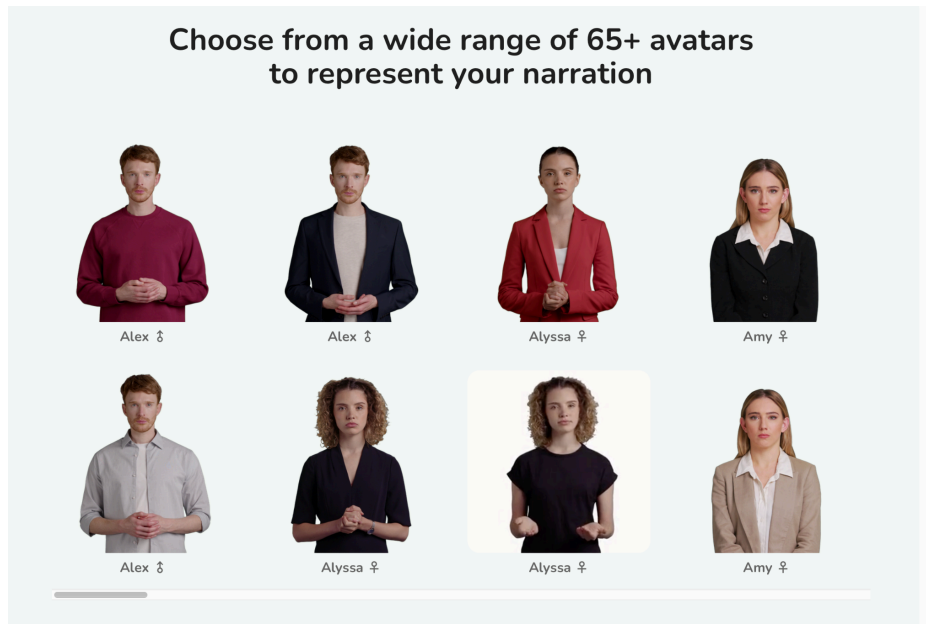 Choose from a wide range of 65+ avatars
to represent your narration
Alex ♂
Alex ♂
Alyssa ♀
Amy ♀
Alex ♂
Alyssa ♀
Alyssa ♀
Amy ♀